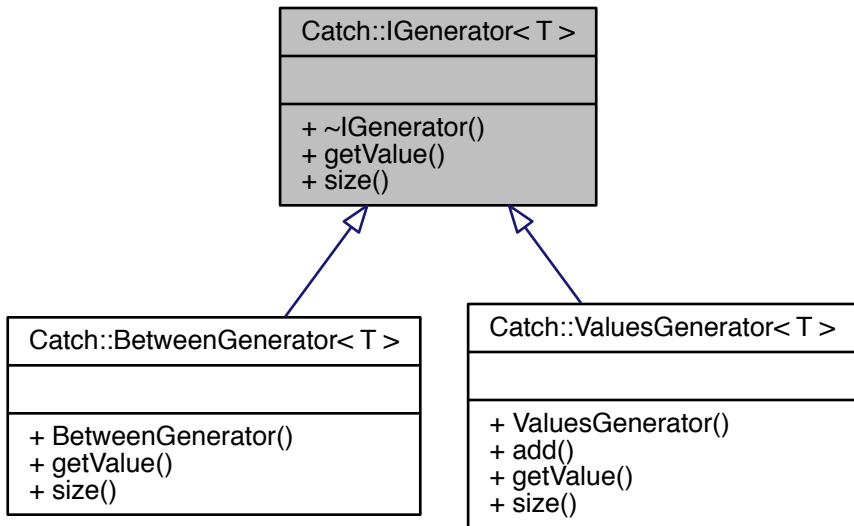 Catch::IGenerator< T >
+ ~IGenerator()
+ getValue()
+ size()
Catch::BetweenGenerator< T >
+ BetweenGenerator()
+ getValue()
+ size()
Catch::ValuesGenerator< T >
+ ValuesGenerator()
+ add()
+ getValue()
+ size()